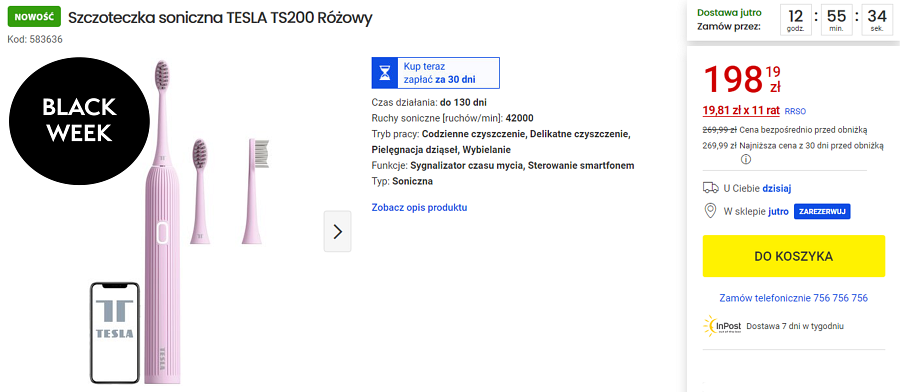 NOWOŚĆ Szczoteczka soniczna TESLA TS200 Różowy
Kod: 583636
BLACK
WEEK
TESLA
TESLA
Kup teraz
zapłać za 30 dni
Czas działania: do 130 dni
Ruchy soniczne [ruchów/min]: 42000
Tryb pracy: Codzienne czyszczenie, Delikatne czyszczenie,
Pielęgnacja dziąseł, Wybielanie
Funkcje: Sygnalizator czasu mycia, Sterowanie smartfonem
Typ: Soniczna
Zobacz opis produktu
Dostawa jutro
Zamów przez:
12 : 55 : 34
godz. min. sek.
198 19 zł
19,81 zł x 11 rat RRSO
269,99 zł Cena bezpośrednio przed obniżką
269,99 zł Najniższa cena z 30 dni przed obniżką
U Ciebie dzisiaj
W sklepie jutro ZAREZERWUJ
DO KOSZYKA
Zamów telefonicznie 756 756 756
InPost Dostawa 7 dni w tygodniu